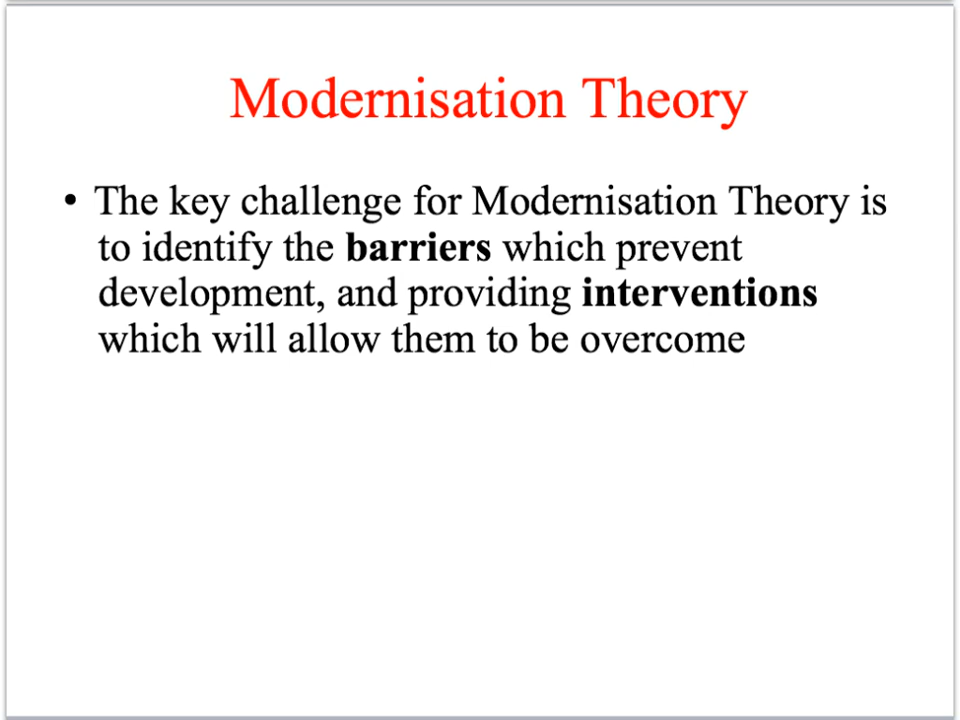 Modernisation Theory
• The key challenge for Modernisation Theory is
to identify the barriers which prevent
development, and providing interventions
which will allow them to be overcome